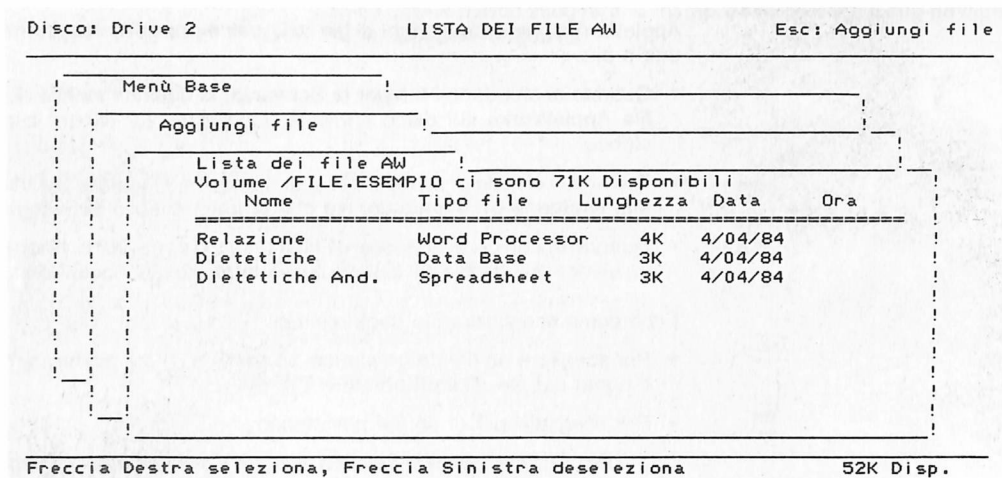 Disco: Drive 2 LISTA DEI FILE AW Esc: Aggiungi file
Menù Base
Aggiungi file
Lista dei file AW
Volume /FILE.ESEMPIO ci sono 71K Disponibili
Nome Tipo file Lunghezza Data Ora
Relazione Word Processor 4K 4/04/84
Dietetiche Data Base 3K 4/04/84
Dietetiche And. Spreadsheet 3K 4/04/84
Freccia Destra seleziona, Freccia Sinistra deseleziona 52K Disp.